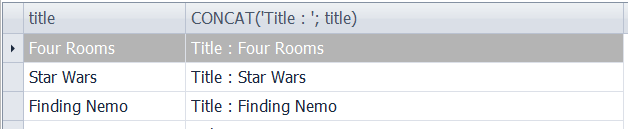 title CONCAT('Title : '; title)
Four Rooms Title : Four Rooms
Star Wars Title : Star Wars
Finding Nemo Title : Finding Nemo